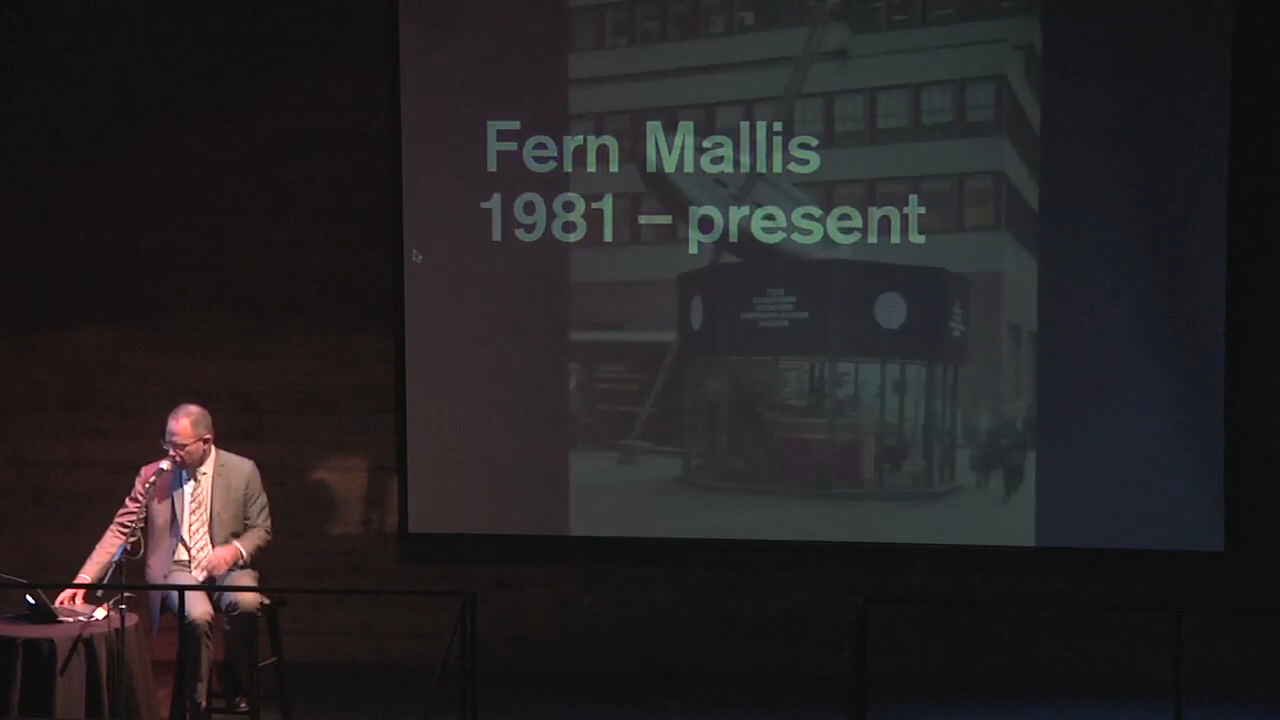 Fern Mallis
1981 – present